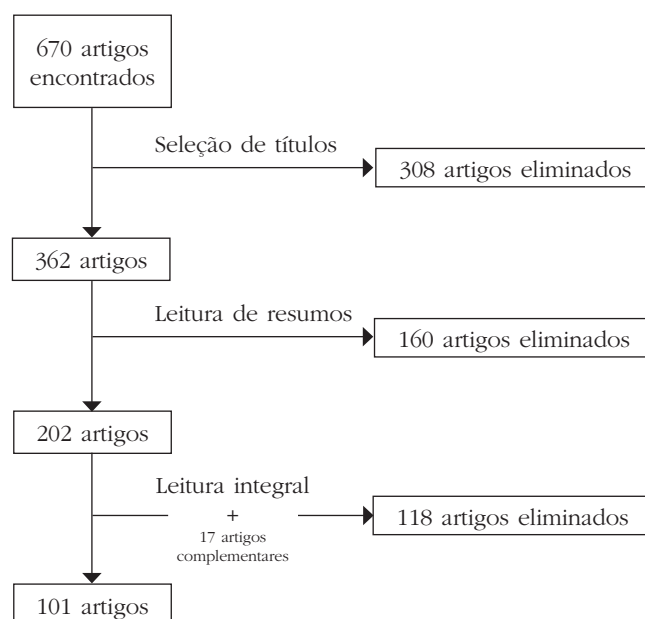 670 artigos
encontrados
Seleção de títulos
308 artigos eliminados
362 artigos
Leitura de resumos
160 artigos eliminados
202 artigos
Leitura integral
+
17 artigos
complementares
118 artigos eliminados
101 artigos